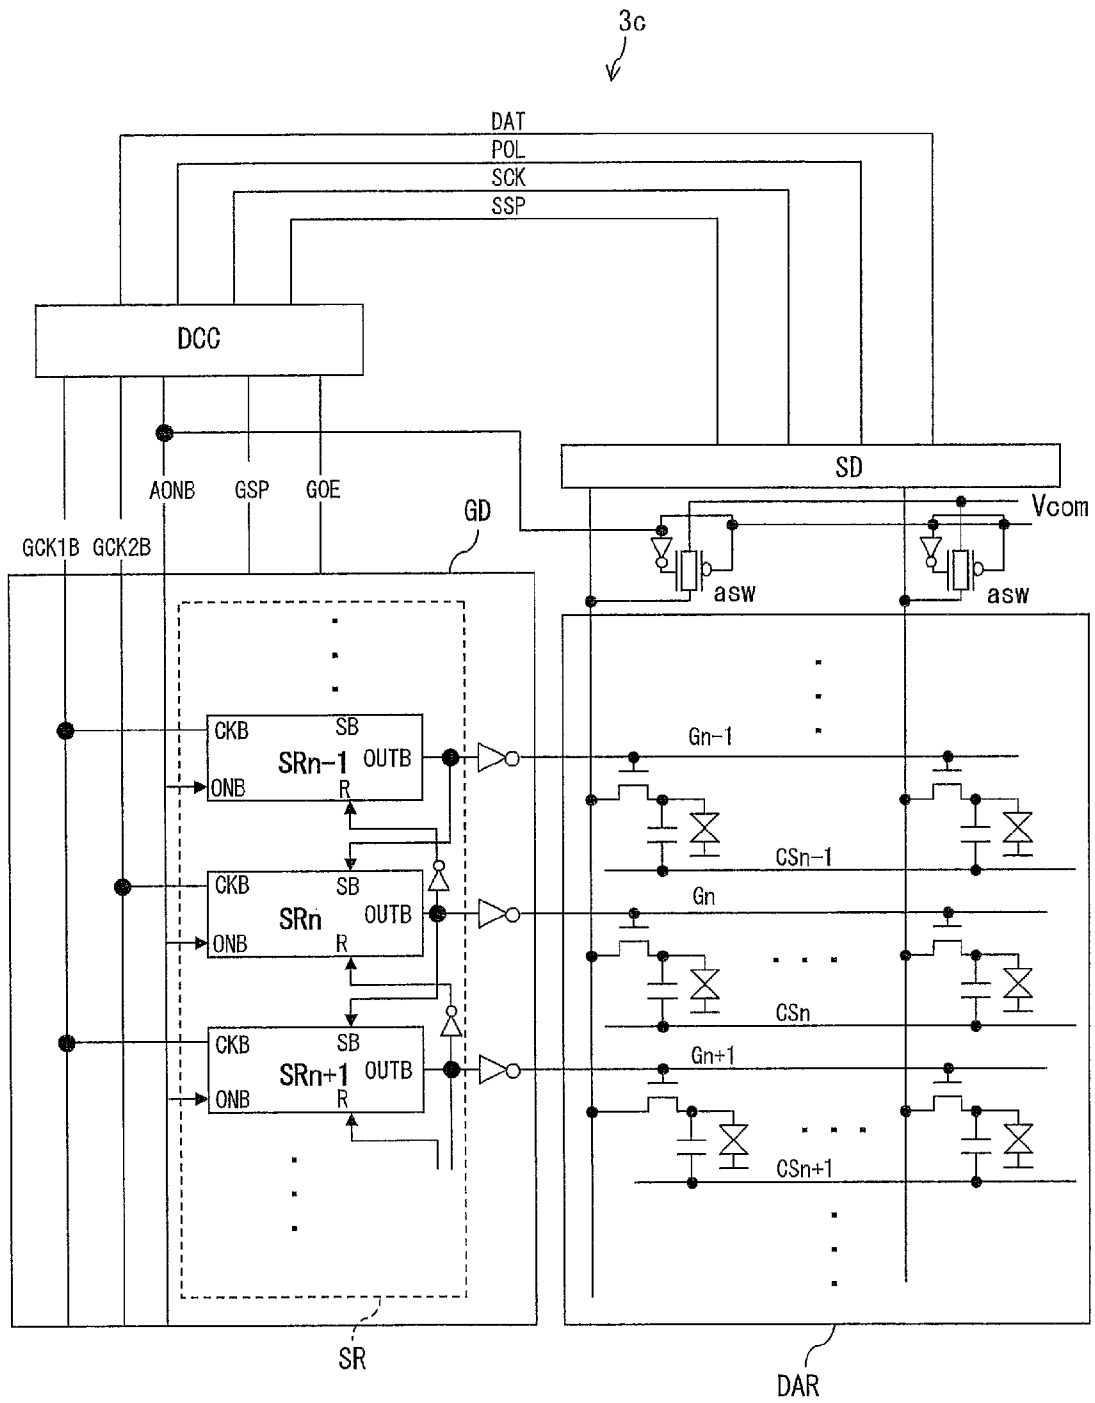 3c
DAT
POL
SCK
SSP
DCC
SD
AONB
GSP
GOE
GD
Vcom
GCK1B
GCK2B
asw
asw
CKB
SB
SRn-1
OUTB
ONB
R
Gn-1
CSn-1
CKB
SB
SRn
OUTB
ONB
R
Gn
CSn
CKB
SB
SRn+1
OUTB
ONB
R
Gn+1
CSn+1
SR
DAR